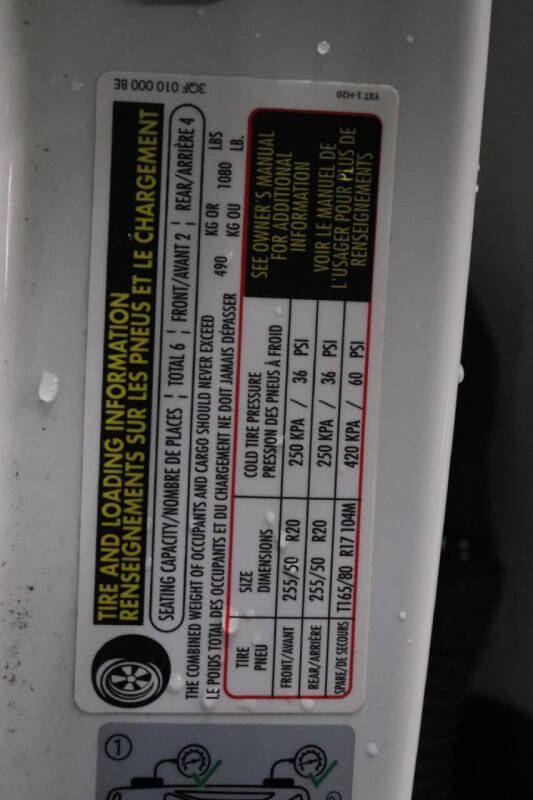 3QF 010 000 BE
YXT 1-H20
TIRE AND LOADING INFORMATION
RENSEIGNEMENTS SUR LES PNEUS ET LE CHARGEMENT
SEATING CAPACITY/NOMBRE DE PLACES ¦ TOTAL 6 ¦ FRONT/AVANT 2 ¦ REAR/ARRIÈRE 4
THE COMBINED WEIGHT OF OCCUPANTS AND CARGO SHOULD NEVER EXCEED 490 KG OR 1080 LBS
LE POIDS TOTAL DES OCCUPANTS ET DU CHARGEMENT NE DOIT JAMAIS DÉPASSER KG OU LB.
TIRE SIZE COLD TIRE PRESSURE
PNEU DIMENSIONS PRESSION DES PNEUS À FROID
FRONT/AVANT 255/50 R20 250 KPA / 36 PSI
REAR/ARRIÈRE 255/50 R20 250 KPA / 36 PSI
SPARE/DE SECOURS T165/80 R17 104M 420 KPA / 60 PSI
SEE OWNER'S MANUAL
FOR ADDITIONAL
INFORMATION
VOIR LE MANUEL DE
L'USAGER POUR PLUS DE
RENSEIGNEMENTS
1